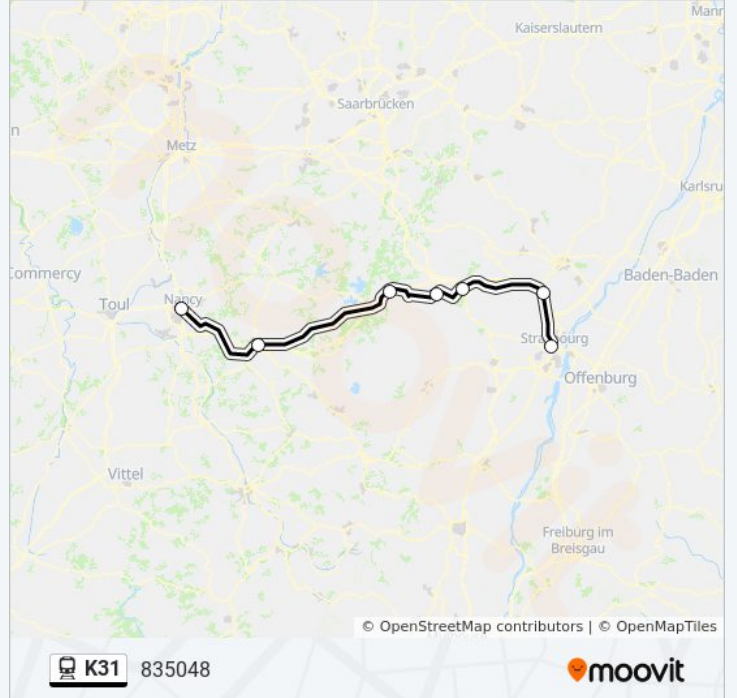 Mann
Kaiserslautern
Saarbrücken
n
Metz
Karlsru
Commercy
Baden-Baden
Toul
Nancy
Strasbourg
Offenburg
Vittel
Freiburg im
Breisgau
© OpenStreetMap contributors | © OpenMapTiles
K31 835048
moovit